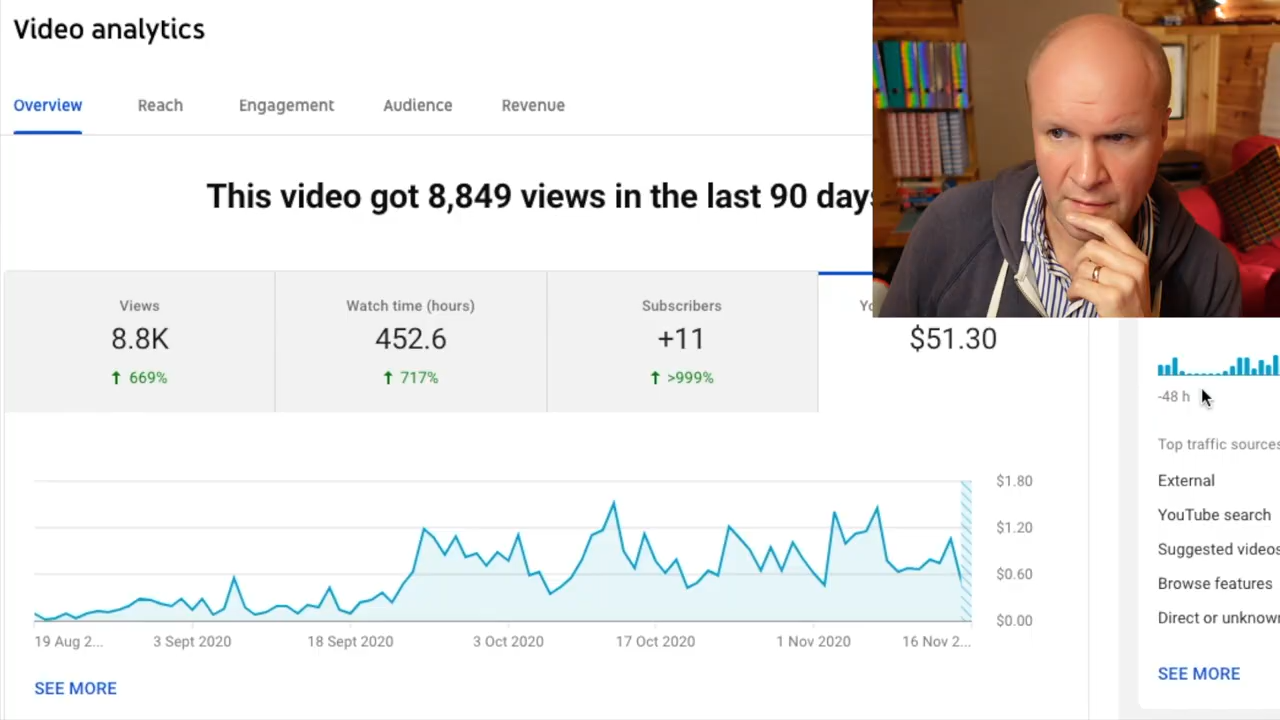 Video analytics
Overview Reach Engagement Audience Revenue
This video got 8,849 views in the last 90 days
Views Watch time (hours) Subscribers
8.8K 452.6 +11 $51.30
669% 717% >999%
$1.80
$1.20
$0.60
$0.00
19 Aug 2... 3 Sept 2020 18 Sept 2020 3 Oct 2020 17 Oct 2020 1 Nov 2020 16 Nov 2...
SEE MORE
-48 h
Top traffic sources
External
YouTube search
Suggested videos
Browse features
Direct or unknown
SEE MORE